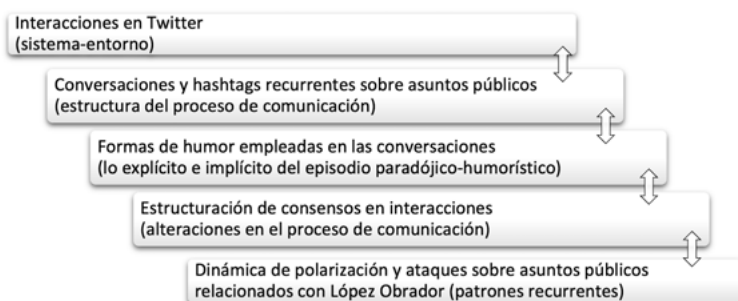 Interacciones en Twitter
(sistema-entorno)
Conversaciones y hashtags recurrentes sobre asuntos públicos
(estructura del proceso de comunicación)
Formas de humor empleadas en las conversaciones
(lo explícito e implícito del episodio paradójico-humorístico)
Estructuración de consensos en interacciones
(alteraciones en el proceso de comunicación)
Dinámica de polarización y ataques sobre asuntos públicos
relacionados con López Obrador (patrones recurrentes)